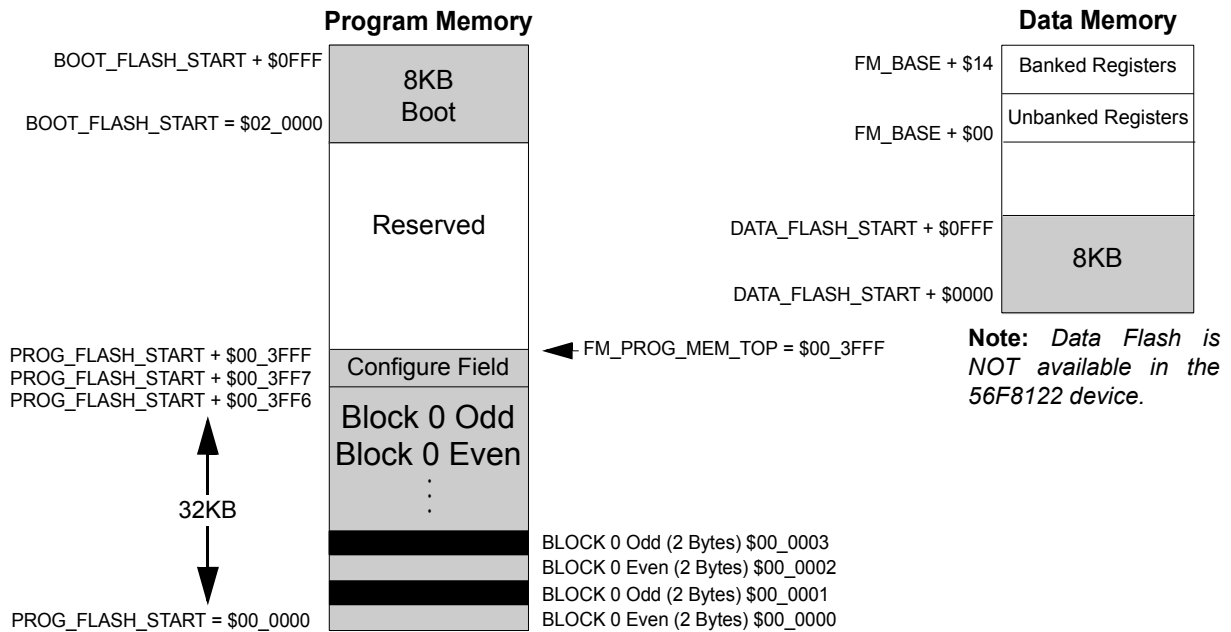 Program Memory
BOOT_FLASH_START + $0FFF
8KB
Boot
BOOT_FLASH_START = $02_0000
Reserved
PROG_FLASH_START + $00_3FFF
FM_PROG_MEM_TOP = $00_3FFF
Configure Field
PROG_FLASH_START + $00_3FF7
PROG_FLASH_START + $00_3FF6
Block 0 Odd
Block 0 Even
32KB
BLOCK 0 Odd (2 Bytes) $00_0003
BLOCK 0 Even (2 Bytes) $00_0002
BLOCK 0 Odd (2 Bytes) $00_0001
BLOCK 0 Even (2 Bytes) $00_0000
PROG_FLASH_START = $00_0000
Data Memory
FM_BASE + $14
Banked Registers
Unbanked Registers
FM_BASE + $00
DATA_FLASH_START + $0FFF
8KB
DATA_FLASH_START + $0000
Note: Data Flash is
NOT available in the
56F8122 device.